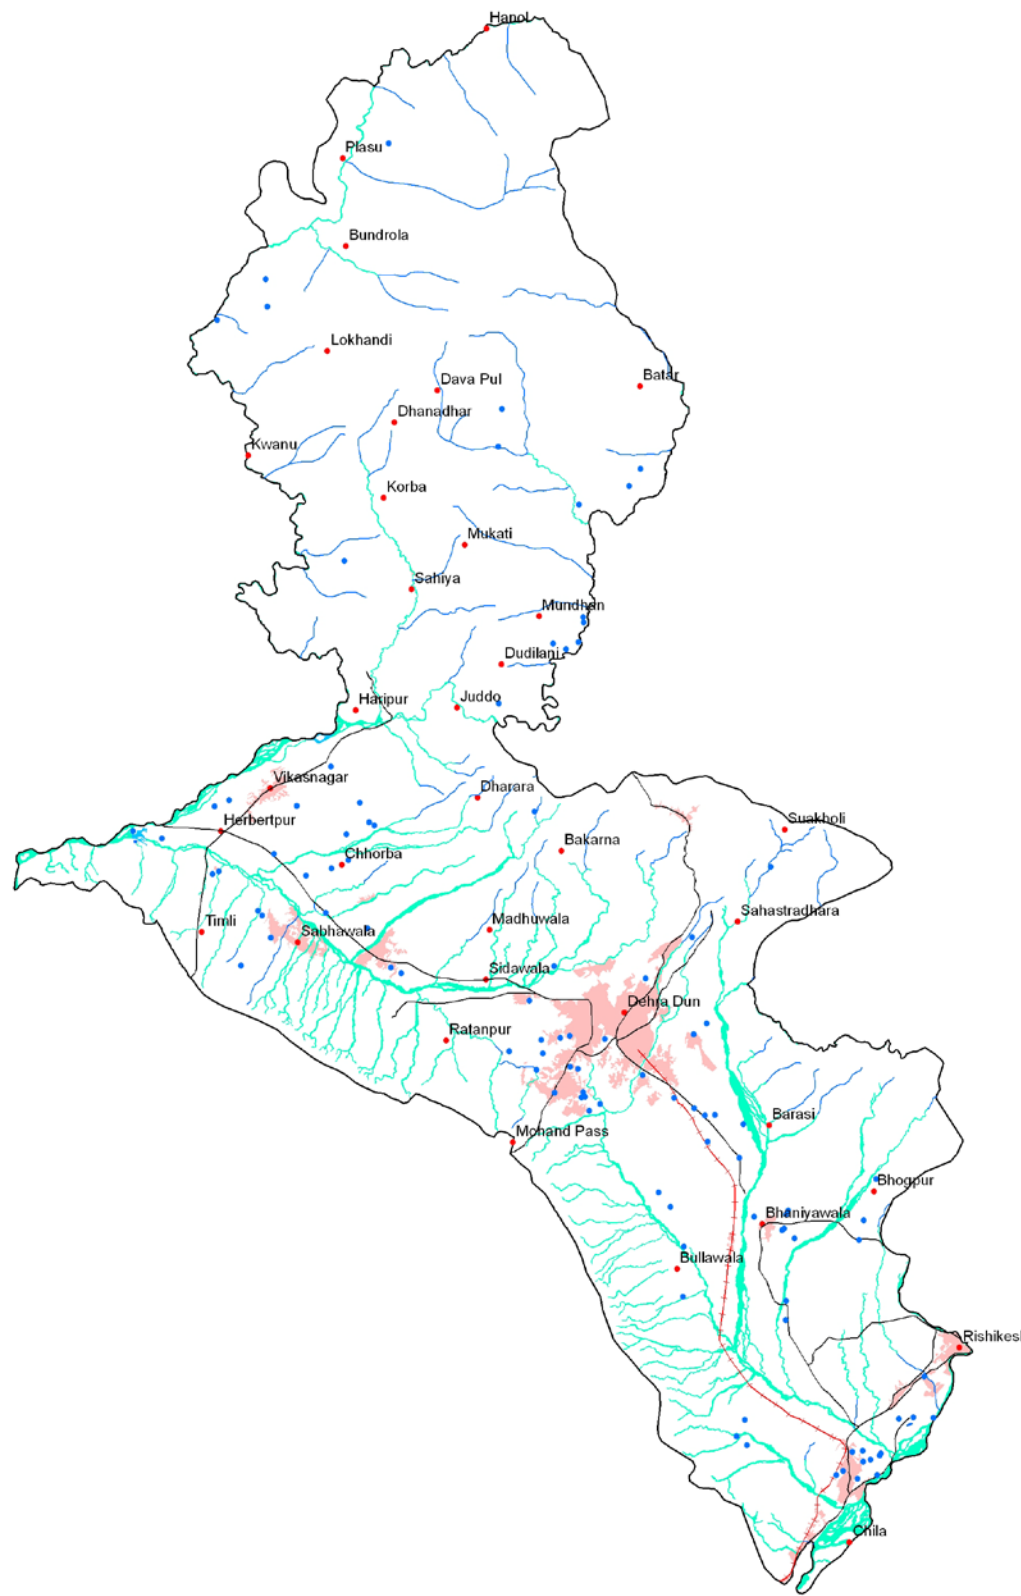 Hanol
Plasu
Bundrola
Lokhandi
Dava Pul
Batar
Dhanadhar
Kwanu
Korba
Mukati
Sahiya
Mundhan
Dudilani
Haripur
Juddo
Vikasnagar
Dharara
Herbertpur
Suakholi
Bakarna
Chhorba
Timli
Sabhawala
Madhuwala
Sahastradhara
Sidawala
Dehra Dun
Ratanpur
Mohand Pass
Barasi
Bhogpur
Bhaniyawala
Bullawala
Rishikesh
Chila